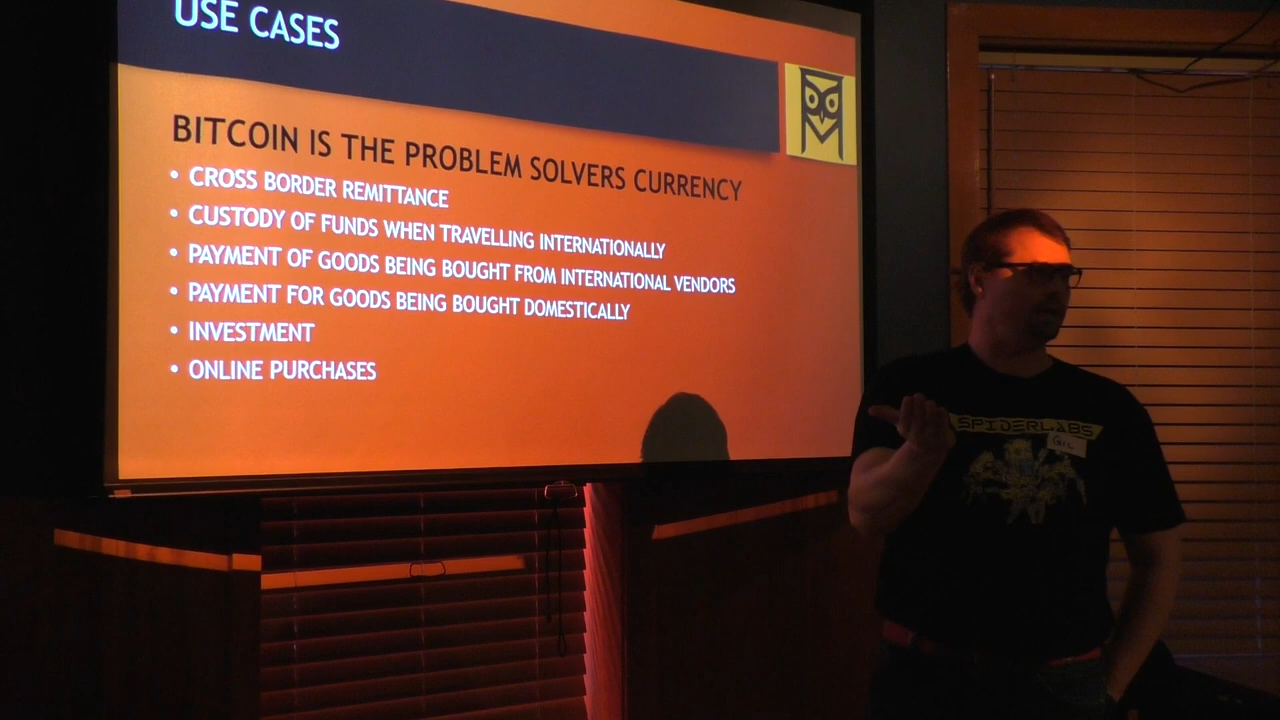 USE CASES
BITCOIN IS THE PROBLEM SOLVERS CURRENCY
• CROSS BORDER REMITTANCE
• CUSTODY OF FUNDS WHEN TRAVELLING INTERNATIONALLY
• PAYMENT OF GOODS BEING BOUGHT FROM INTERNATIONAL VENDORS
• PAYMENT FOR GOODS BEING BOUGHT DOMESTICALLY
• INVESTMENT
• ONLINE PURCHASES
SPIDERLABS